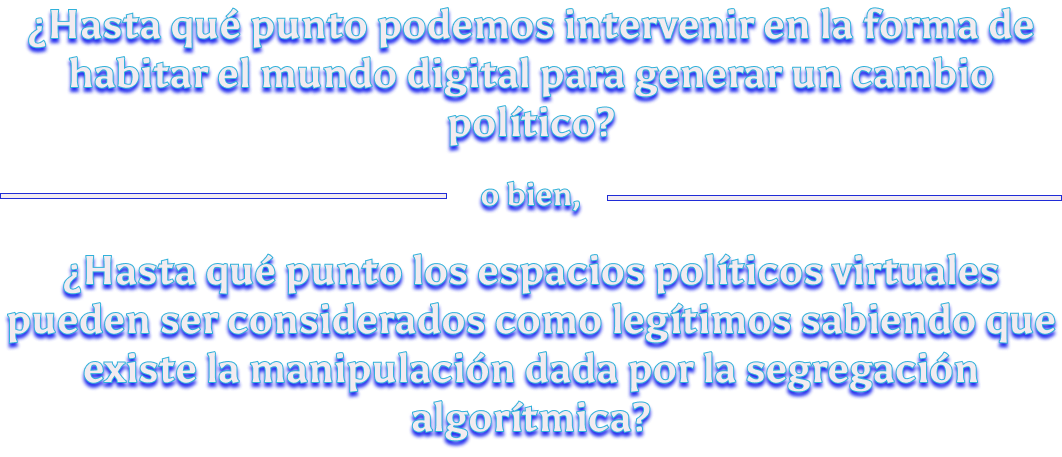 ¿Hasta qué punto podemos intervenir en la forma de
habitar el mundo digital para generar un cambio
político?
o bien,
¿Hasta qué punto los espacios políticos virtuales
pueden ser considerados como legítimos sabiendo que
existe la manipulación dada por la segregación
algorítmica?